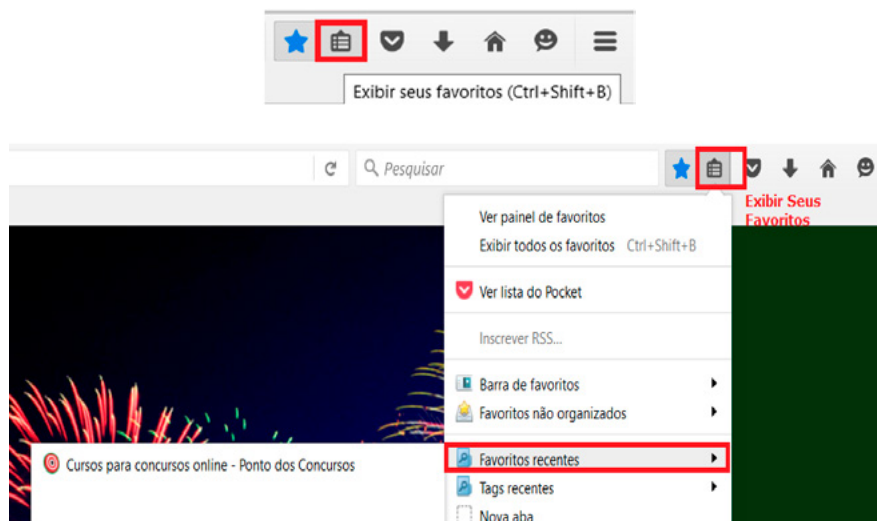 Exibir seus favoritos (Ctrl+Shift+B)
Pesquisar
Exibir Seus
Favoritos
Ver painel de favoritos
Exibir todos os favoritos Ctrl+Shift+B
Ver lista do Pocket
Inscrever RSS...
Barra de favoritos
Favoritos não organizados
Cursos para concursos online - Ponto dos Concursos
Favoritos recentes
Tags recentes
Nova aba